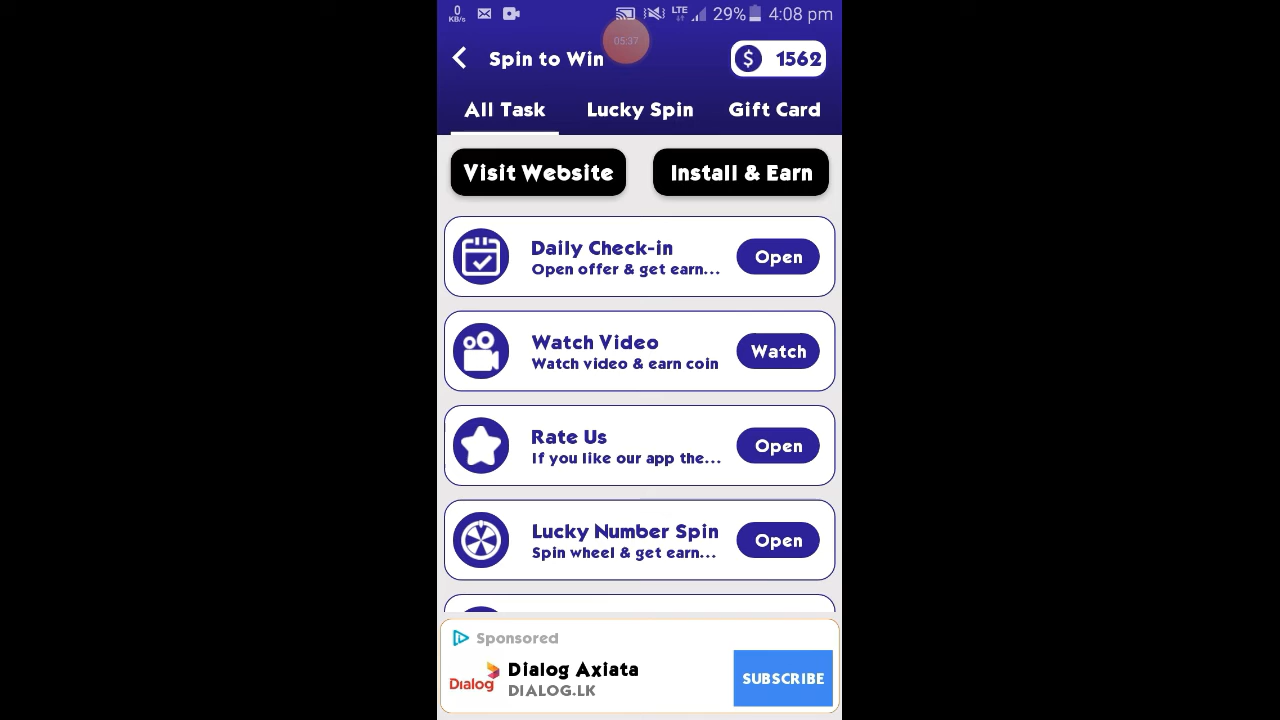 0
KB/s
LTE
29%
4:08 pm
05:37
Spin to Win
$ 1562
All Task
Lucky Spin
Gift Card
Visit Website
Install & Earn
Daily Check-in
Open offer & get earn...
Open
Watch Video
Watch video & earn coin
Watch
Rate Us
If you like our app the...
Open
Lucky Number Spin
Spin wheel & get earn...
Open
Sponsored
Dialog
Dialog Axiata
DIALOG.LK
SUBSCRIBE